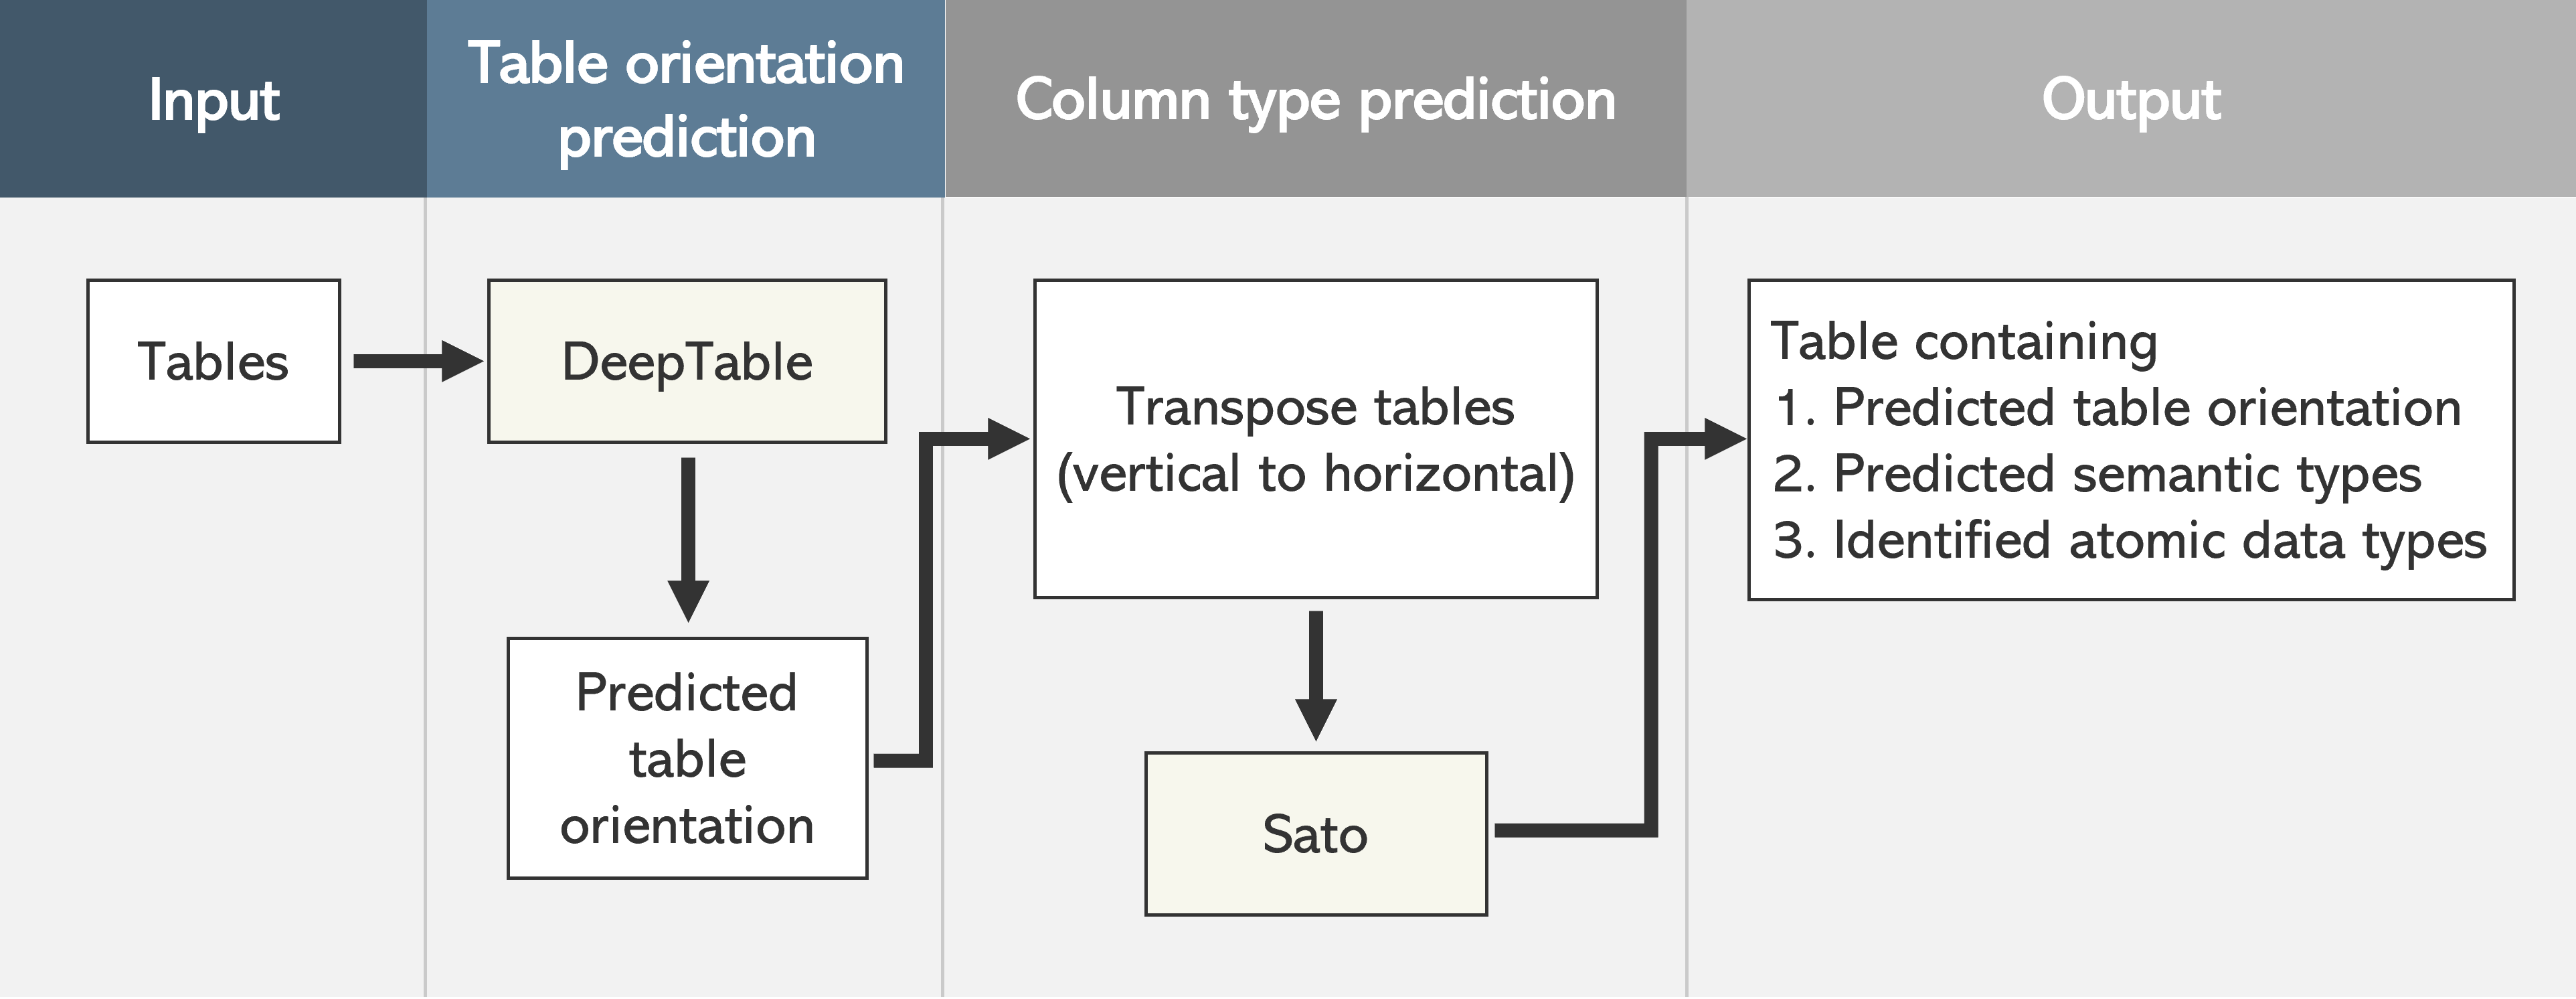 Input
Table orientation
prediction
Column type prediction
Output
Tables
DeepTable
Predicted
table
orientation
Transpose tables
(vertical to horizontal)
Sato
Table containing
1. Predicted table orientation
2. Predicted semantic types
3. Identified atomic data types